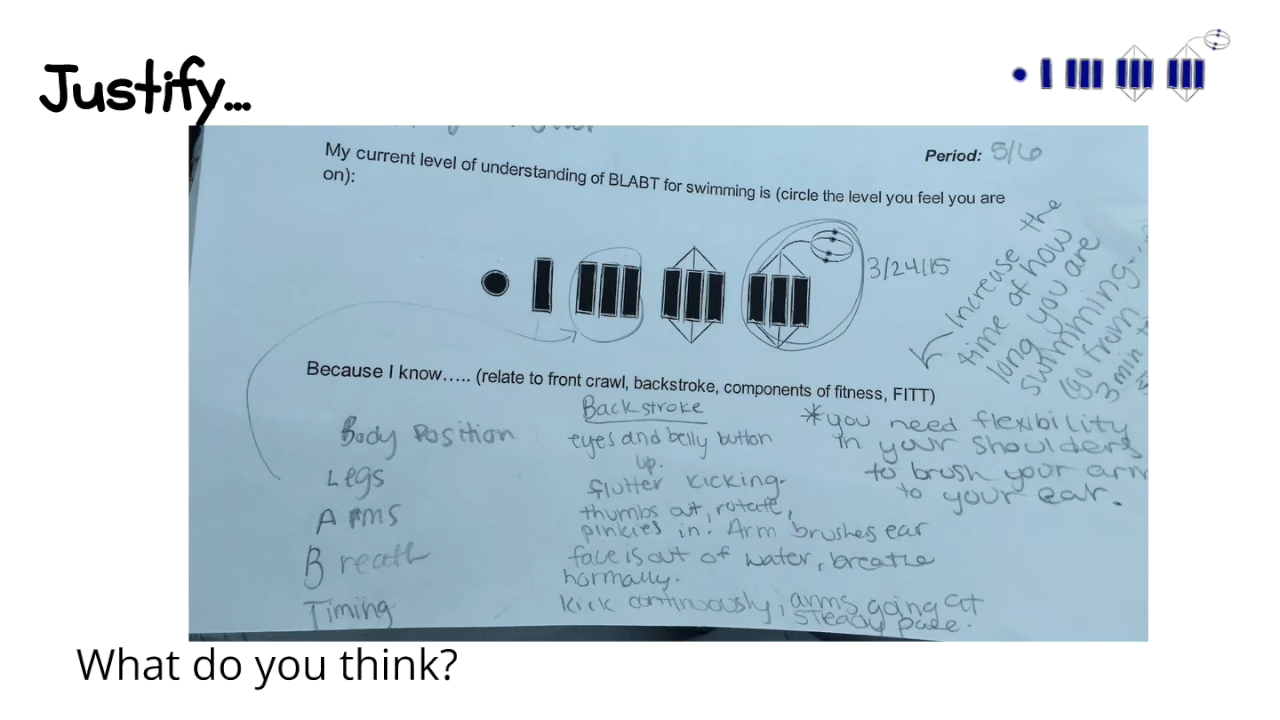 Justify...
Period: 5/6
My current level of understanding of BLABT for swimming is (circle the level you feel you are
on):
3/24/15
Increase the
time of how
long you are
swimming
(go from
3 min to
Because I know..... (relate to front crawl, backstroke, components of fitness, FITT)
Backstroke
Body Position
eyes and belly button
up.
Legs
flutter kicking.
Arms
thumbs out, rotate,
pinkies in. Arm brushes ear
Breath
face is out of water, breathe
normally.
Timing
kick continuously; arms going at
steady pace.
*you need flexibility
in your shoulders
to brush your arm
to your ear.
What do you think?